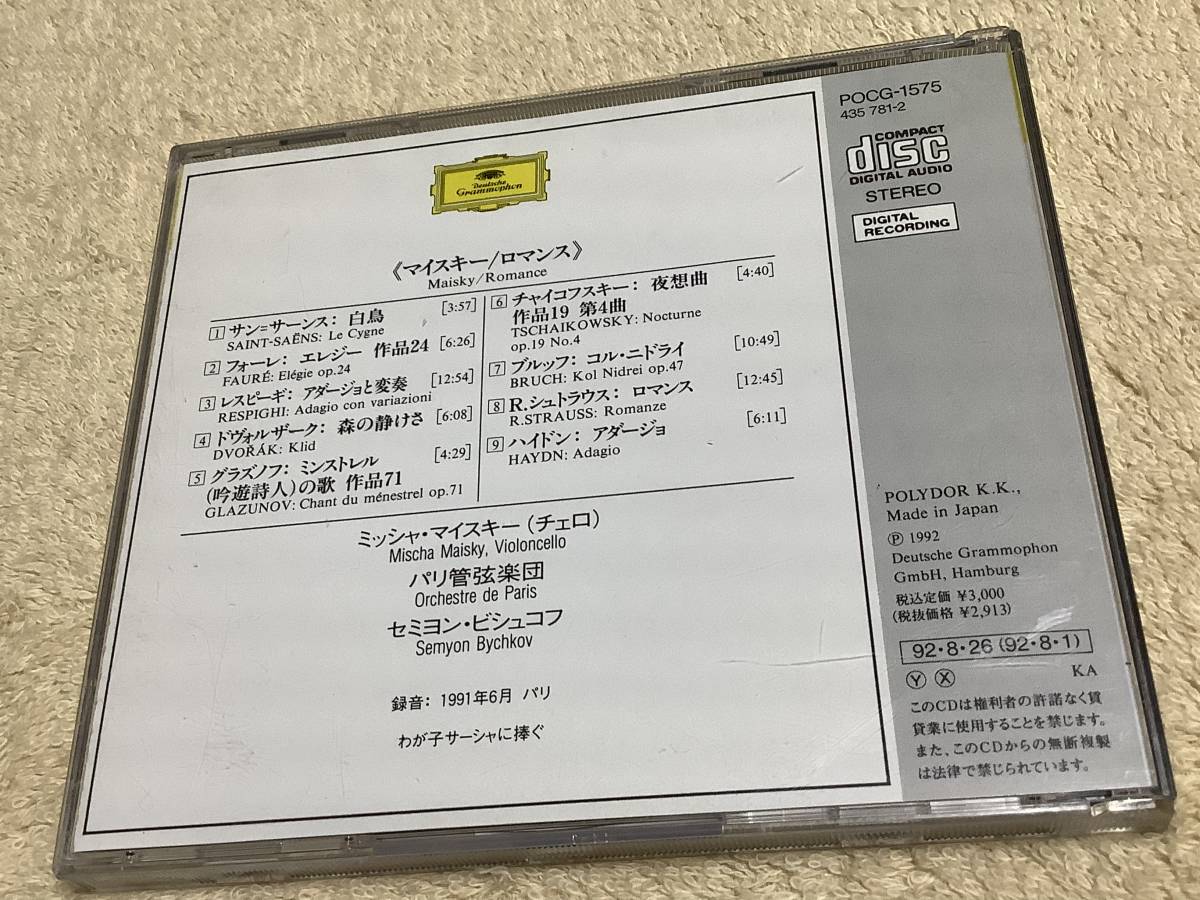 Deutsche
Grammophon
《マイスキー/ロマンス》
Maisky/Romance
1 サン=サーンス: 白鳥 [3:57]
SAINT-SAËNS: Le Cygne
2 フォーレ: エレジー 作品24 [6:26]
FAURÉ: Elégie op.24
3 レスピーギ: アダージョと変奏 [12:54]
RESPIGHI: Adagio con variazioni
4 ドヴォルザーク: 森の静けさ [6:08]
DVOŘÁK: Klid
5 グラズノフ: ミンストレル [4:29]
(吟遊詩人)の歌 作品71
GLAZUNOV: Chant du ménestrel op.71
6 チャイコフスキー: 夜想曲 [4:40]
作品19 第4曲
TSCHAIKOWSKY: Nocturne
op.19 No.4
7 ブルッフ: コル・ニドライ [10:49]
BRUCH: Kol Nidrei op.47
8 R.シュトラウス: ロマンス [12:45]
R.STRAUSS: Romanze
9 ハイドン: アダージョ [6:11]
HAYDN: Adagio
ミッシャ・マイスキー(チェロ)
Mischa Maisky, Violoncello
パリ管弦楽団
Orchestre de Paris
セミヨン・ビシュコフ
Semyon Bychkov
録音: 1991年6月 パリ
わが子サーシャに捧ぐ
POCG-1575
435 781-2
COMPACT
disc
DIGITAL AUDIO
STEREO
DIGITAL
RECORDING
POLYDOR K.K.,
Made in Japan
Ⓟ 1992
Deutsche Grammophon
GmbH, Hamburg
税込定価 ¥3,000
(税抜価格 ¥2,913)
92・8・26 (92・8・1)
Ⓨ Ⓧ KA
このCDは権利者の許諾なく賃
貸業に使用することを禁じます。
また、このCDからの無断複製
は法律で禁じられています。